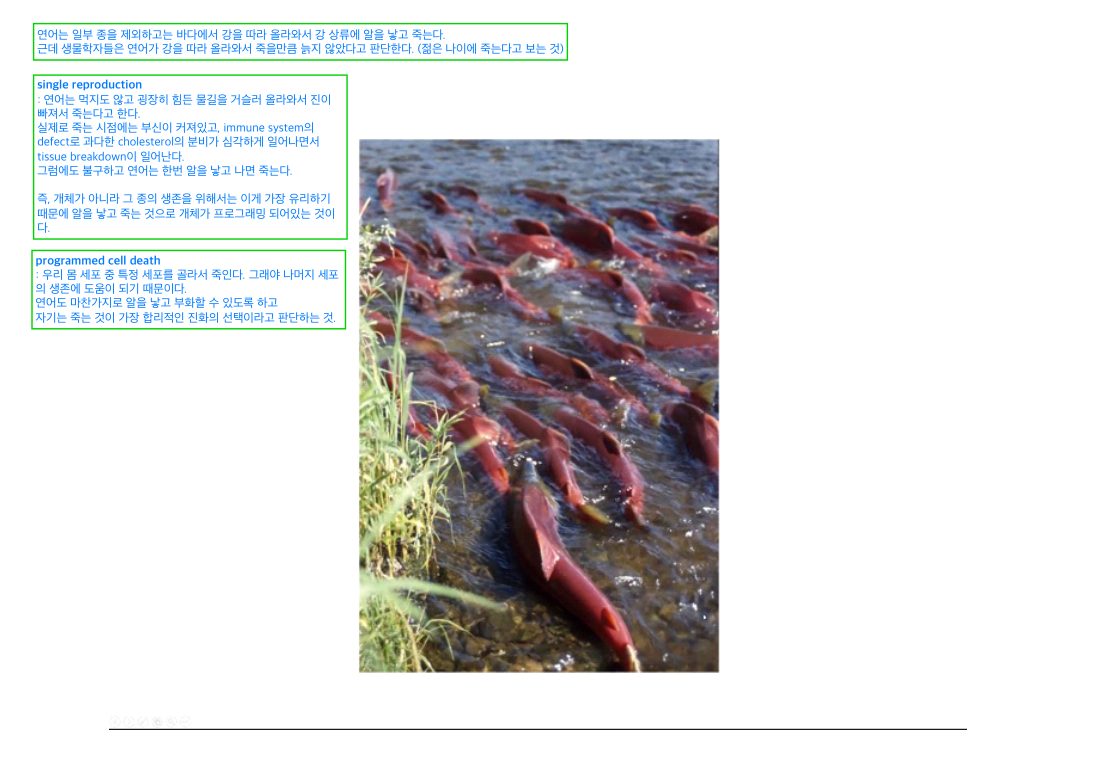 연어는 일부 종을 제외하고는 바다에서 강을 따라 올라와서 강 상류에 알을 낳고 죽는다.
근데 생물학자들은 연어가 강을 따라 올라와서 죽을만큼 늙지 않았다고 판단한다. (젊은 나이에 죽는다고 보는 것)
single reproduction
: 연어는 먹지도 않고 굉장히 힘든 물길을 거슬러 올라와서 진이
빠져서 죽는다고 한다.
실제로 죽는 시점에는 부신이 커져있고, immune system의
defect로 과다한 cholesterol의 분비가 심각하게 일어나면서
tissue breakdown이 일어난다.
그럼에도 불구하고 연어는 한번 알을 낳고 나면 죽는다.
즉, 개체가 아니라 그 종의 생존을 위해서는 이게 가장 유리하기
때문에 알을 낳고 죽는 것으로 개체가 프로그래밍 되어있는 것이
다.
programmed cell death
: 우리 몸 세포 중 특정 세포를 골라서 죽인다. 그래야 나머지 세포
의 생존에 도움이 되기 때문이다.
연어도 마찬가지로 알을 낳고 부화할 수 있도록 하고
자기는 죽는 것이 가장 합리적인 진화의 선택이라고 판단하는 것.